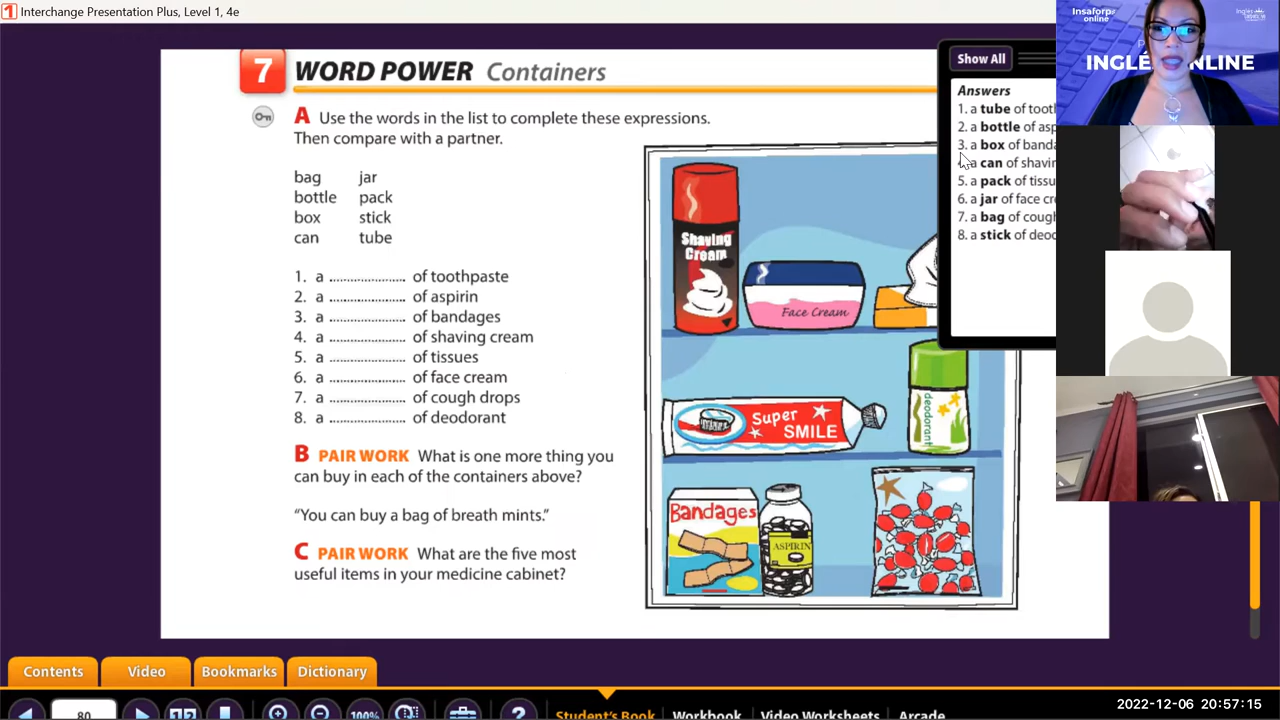 Interchange Presentation Plus, Level 1, 4e
7 WORD POWER Containers
A Use the words in the list to complete these expressions.
Then compare with a partner.
bag jar
bottle pack
box stick
can tube
1. a .................... of toothpaste
2. a .................... of aspirin
3. a .................... of bandages
4. a .................... of shaving cream
5. a .................... of tissues
6. a .................... of face cream
7. a .................... of cough drops
8. a .................... of deodorant
B PAIR WORK What is one more thing you
can buy in each of the containers above?
"You can buy a bag of breath mints."
C PAIR WORK What are the five most
useful items in your medicine cabinet?
Shaving
Cream
Face Cream
Super
SMILE
deodorant
Bandages
ASPIRIN
Show All
Answers
1. a tube of tooth
2. a bottle of asp
3. a box of banda
a can of shavin
5. a pack of tissu
6. a jar of face cr
7. a bag of cough
8. a stick of deod
Insaforp
online
INGLÉS ONLINE
Contents
Video
Bookmarks
Dictionary
80
100%
?
Student's Book
Workbook
Video Worksheets
Arcade
2022-12-06 20:57:15